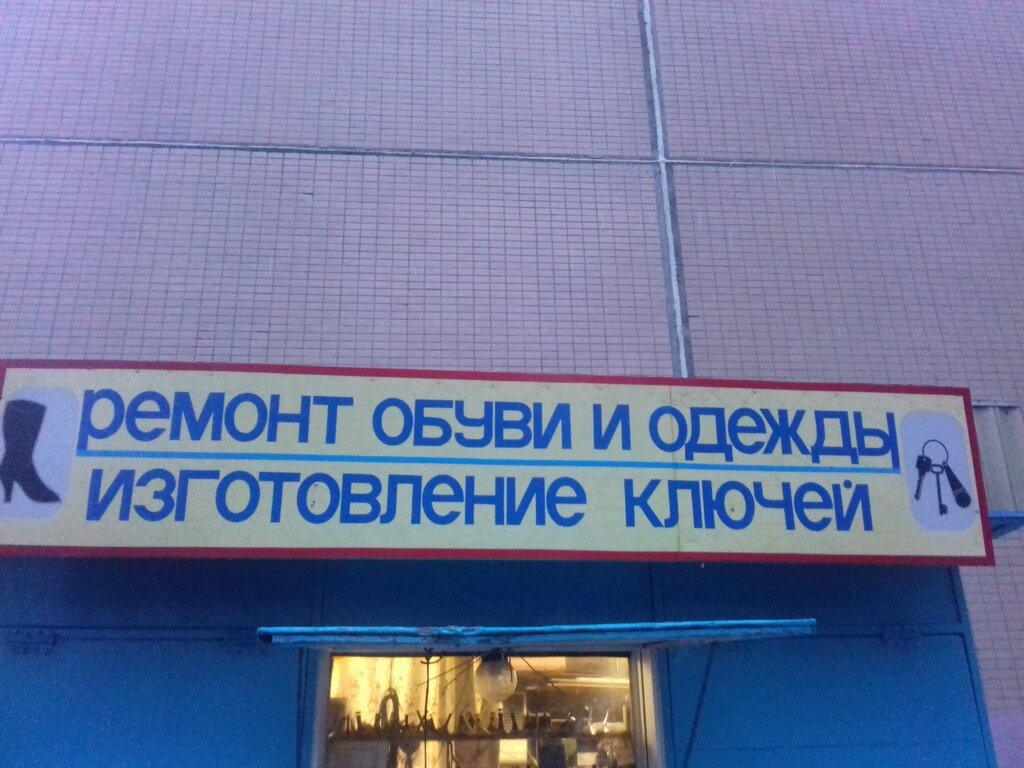 ремонт обуви и одежды
изготовление ключей